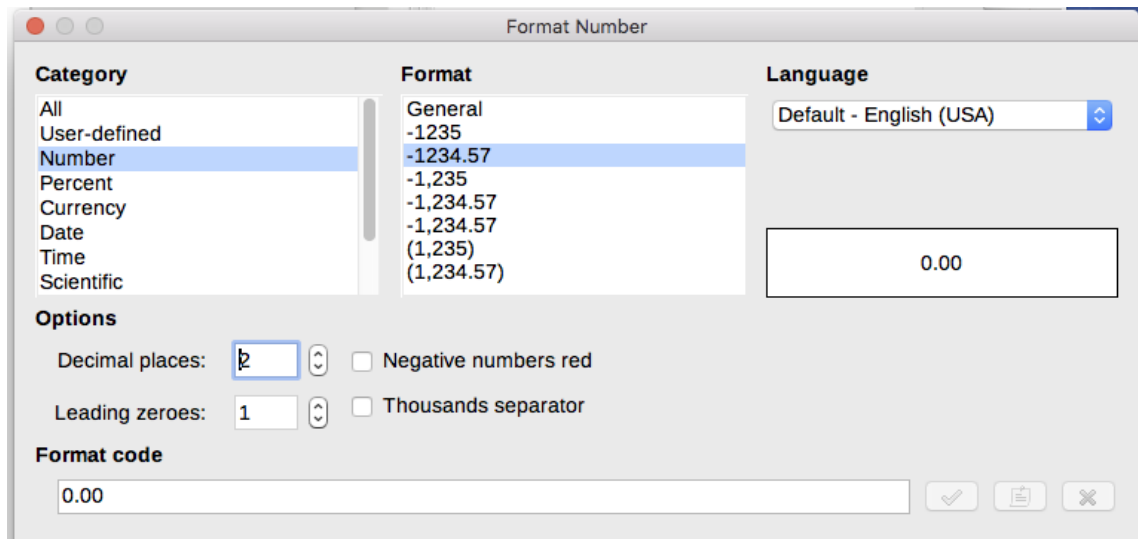 Format Number
Category
All
User-defined
Number
Percent
Currency
Date
Time
Scientific
Format
General
-1235
-1234.57
-1,235
-1,234.57
-1,234.57
(1,235)
(1,234.57)
Language
Default - English (USA)
0.00
Options
Decimal places: 2
Negative numbers red
Leading zeroes: 1
Thousands separator
Format code
0.00